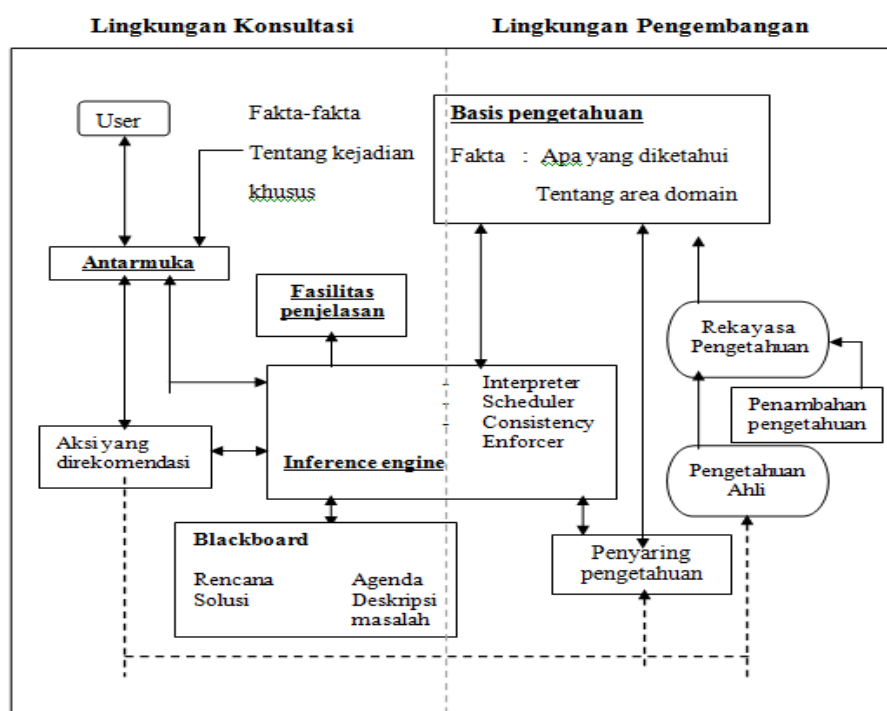 Lingkungan Konsultasi
Lingkungan Pengembangan
User
Fakta-fakta
Tentang kejadian
khusus
Basis pengetahuan
Fakta : Apa yang diketahui
Tentang area domain
Antarmuka
Fasilitas
penjelasan
Rekayasa
Pengetahuan
- Interpreter
- Scheduler
- Consistency
Enforcer
Inference engine
Penambahan
pengetahuan
Aksi yang
direkomendasi
Pengetahuan
Ahli
Blackboard
Rencana Agenda
Solusi Deskripsi
masalah
Penyaring
pengetahuan